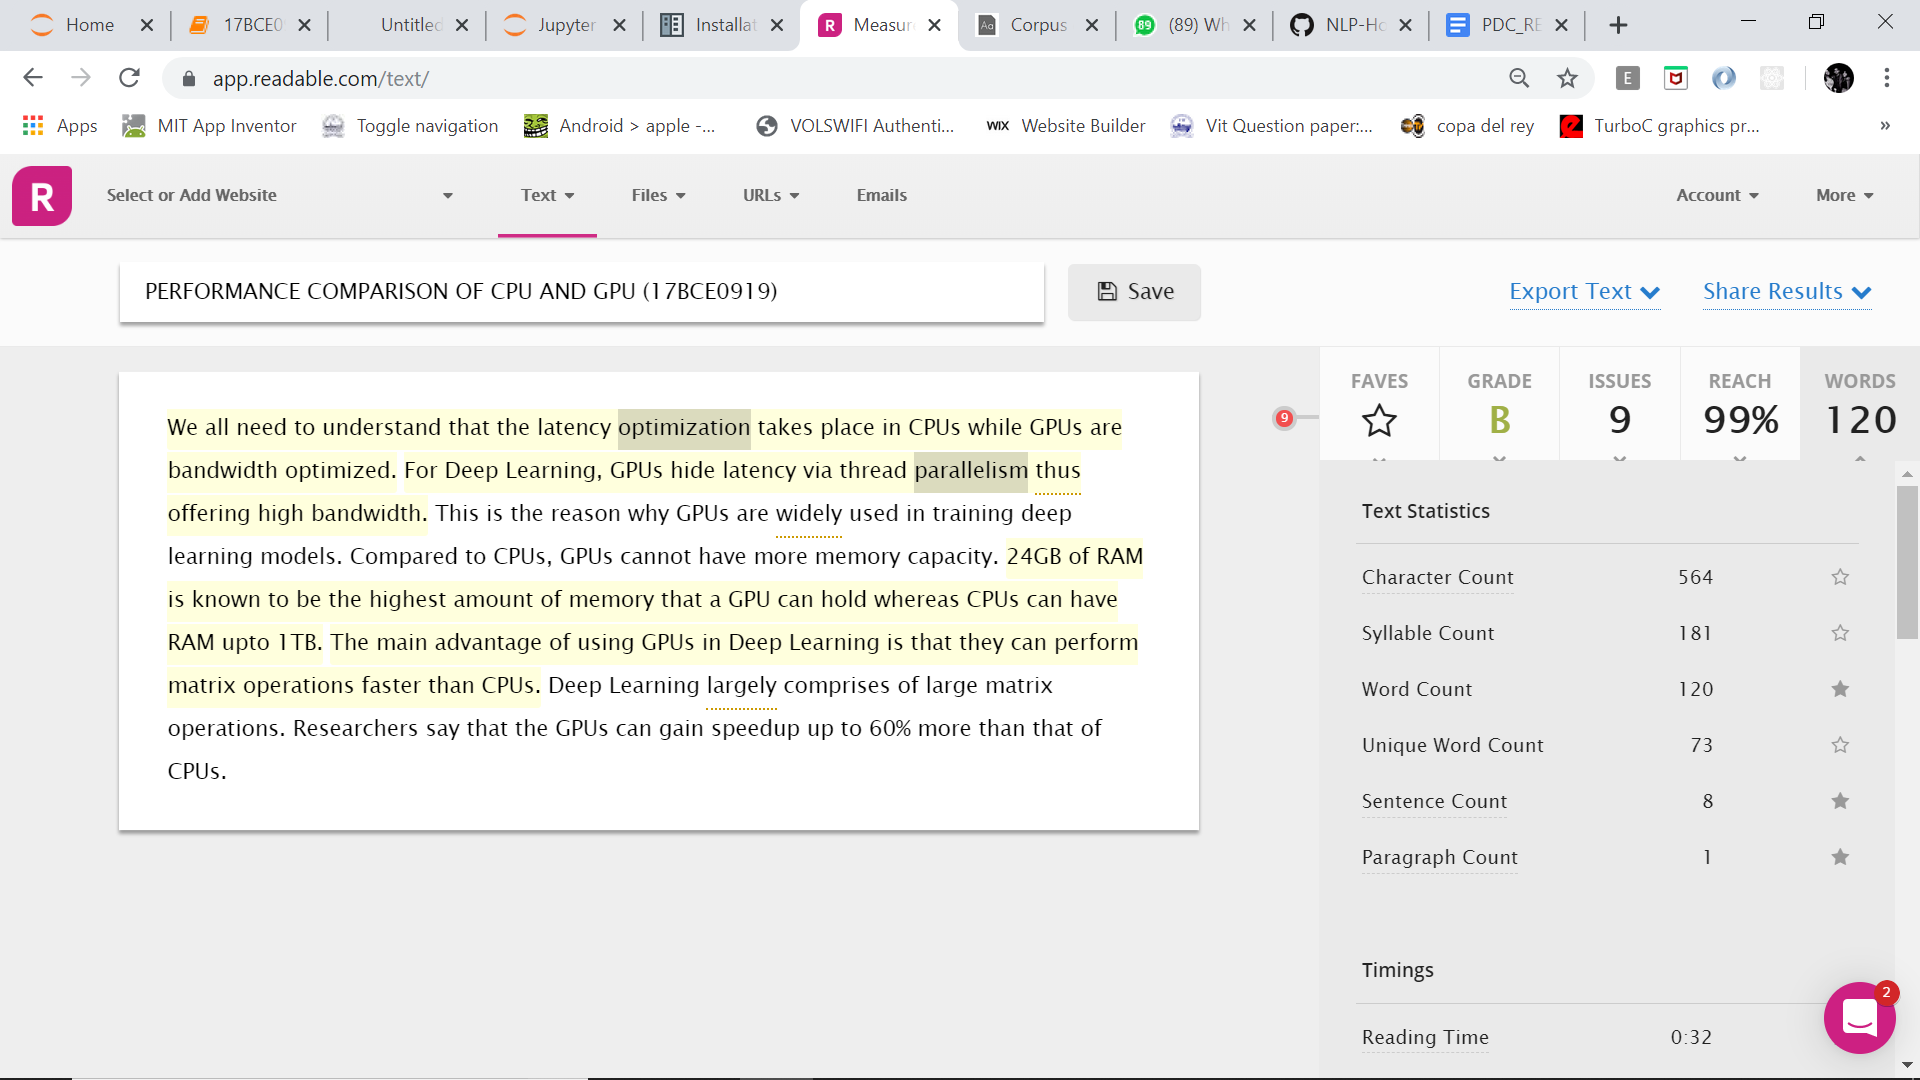 Home
17BCE0
Untitled
Jupyter
Installat
Measur
Corpus
(89) Wh
NLP-Ho
PDC_RE
app.readable.com/text/
Apps
MIT App Inventor
Toggle navigation
Android > apple -...
VOLSWIFI Authenti...
WIX Website Builder
Vit Question paper:...
copa del rey
TurboC graphics pr...
»
R
Select or Add Website
Text
Files
URLs
Emails
Account
More
PERFORMANCE COMPARISON OF CPU AND GPU (17BCE0919)
Save
Export Text
Share Results
We all need to understand that the latency optimization takes place in CPUs while GPUs are
bandwidth optimized. For Deep Learning, GPUs hide latency via thread parallelism thus
offering high bandwidth. This is the reason why GPUs are widely used in training deep
learning models. Compared to CPUs, GPUs cannot have more memory capacity. 24GB of RAM
is known to be the highest amount of memory that a GPU can hold whereas CPUs can have
RAM upto 1TB. The main advantage of using GPUs in Deep Learning is that they can perform
matrix operations faster than CPUs. Deep Learning largely comprises of large matrix
operations. Researchers say that the GPUs can gain speedup up to 60% more than that of
CPUs.
9
FAVES
GRADE
B
ISSUES
9
REACH
99%
WORDS
120
Text Statistics
Character Count 564
Syllable Count 181
Word Count 120
Unique Word Count 73
Sentence Count 8
Paragraph Count 1
Timings
Reading Time 0:32
2